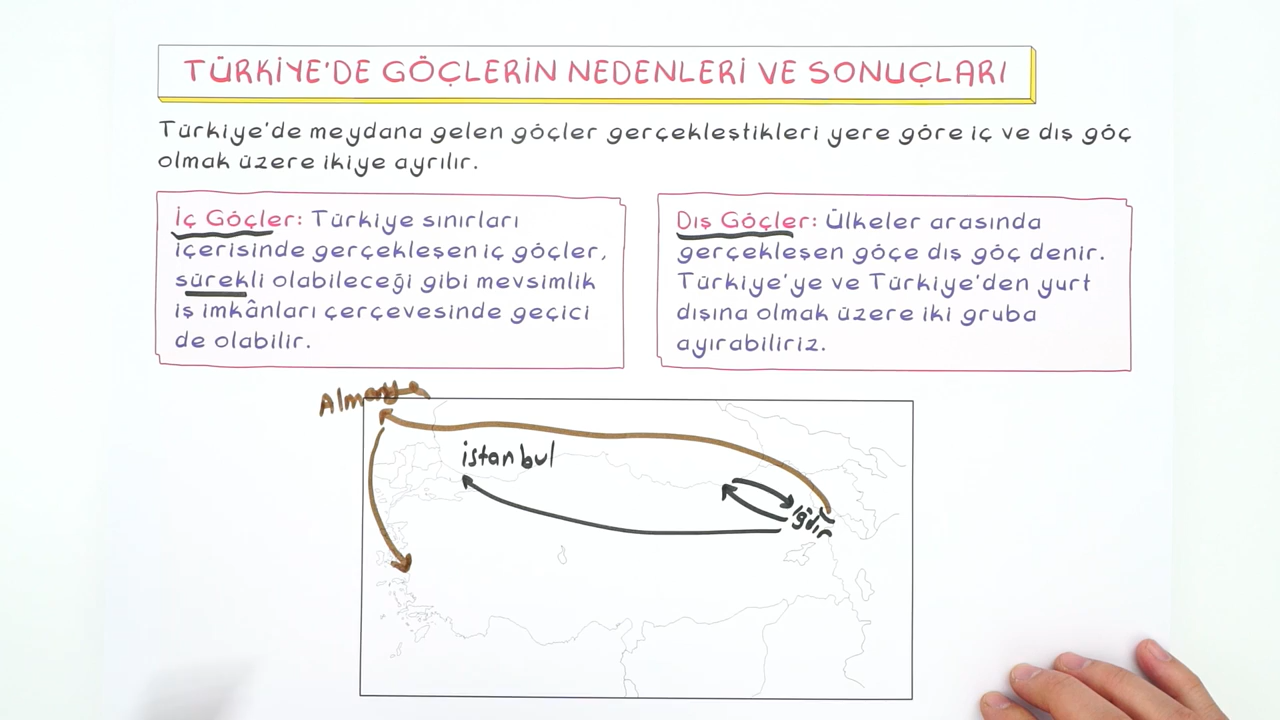 TÜRKİYE'DE GÖÇLERİN NEDENLERİ VE SONUÇLARI
Türkiye'de meydana gelen göçler gerçekleştikleri yere göre iç ve dış göç
olmak üzere ikiye ayrılır.
İç Göçler: Türkiye sınırları
içerisinde gerçekleşen iç göçler,
sürekli olabileceği gibi mevsimlik
iş imkânları çerçevesinde geçici
de olabilir.
Dış Göçler: Ülkeler arasında
gerçekleşen göçe dış göç denir.
Türkiye'ye ve Türkiye'den yurt
dışına olmak üzere iki gruba
ayırabiliriz.
Almanya
istanbul
ığdır